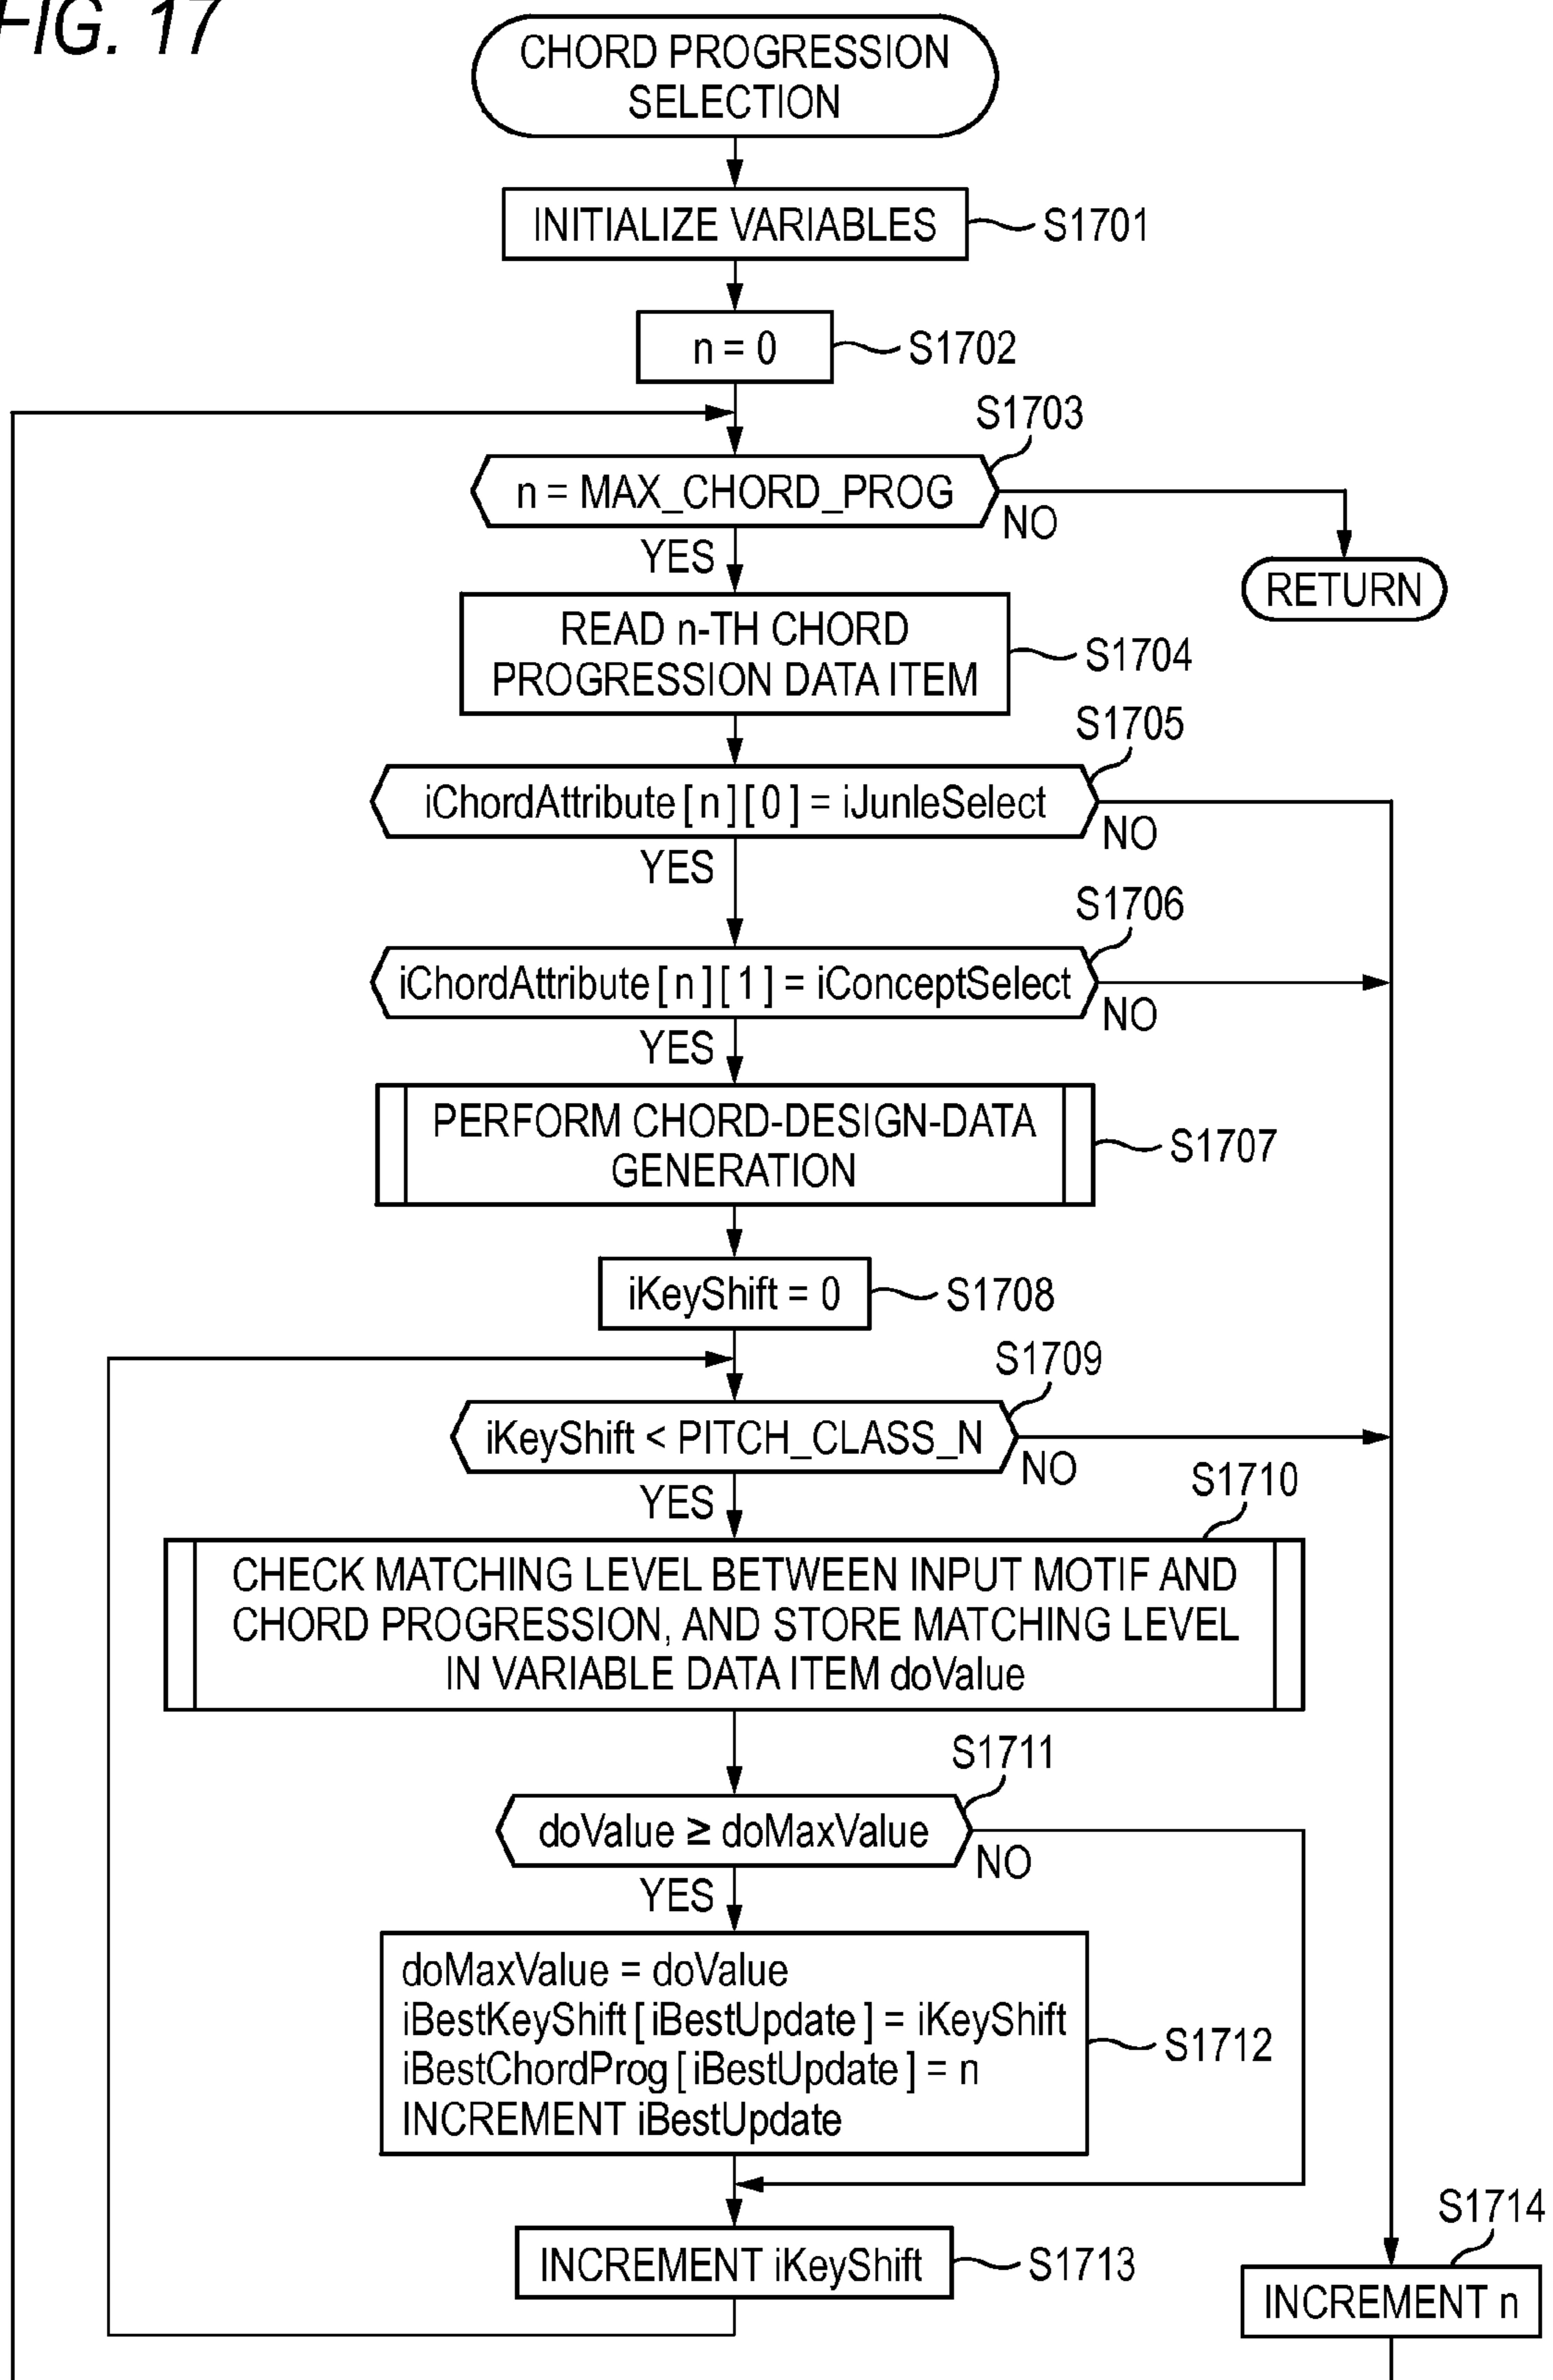 FIG. 17
CHORD PROGRESSION
SELECTION
INITIALIZE VARIABLES
S1701
n = 0
S1702
S1703
n = MAX_CHORD_PROG
NO
YES
RETURN
READ n-TH CHORD
PROGRESSION DATA ITEM
S1704
S1705
iChordAttribute[n][0] = iJunleSelect
NO
YES
S1706
iChordAttribute[n][1] = iConceptSelect
NO
YES
PERFORM CHORD-DESIGN-DATA
GENERATION
S1707
iKeyShift = 0
S1708
S1709
iKeyShift < PITCH_CLASS_N
NO
YES
S1710
CHECK MATCHING LEVEL BETWEEN INPUT MOTIF AND
CHORD PROGRESSION, AND STORE MATCHING LEVEL
IN VARIABLE DATA ITEM doValue
S1711
doValue ≥ doMaxValue
NO
YES
doMaxValue = doValue
iBestKeyShift[iBestUpdate] = iKeyShift
iBestChordProg[iBestUpdate] = n
INCREMENT iBestUpdate
S1712
INCREMENT iKeyShift
S1713
S1714
INCREMENT n